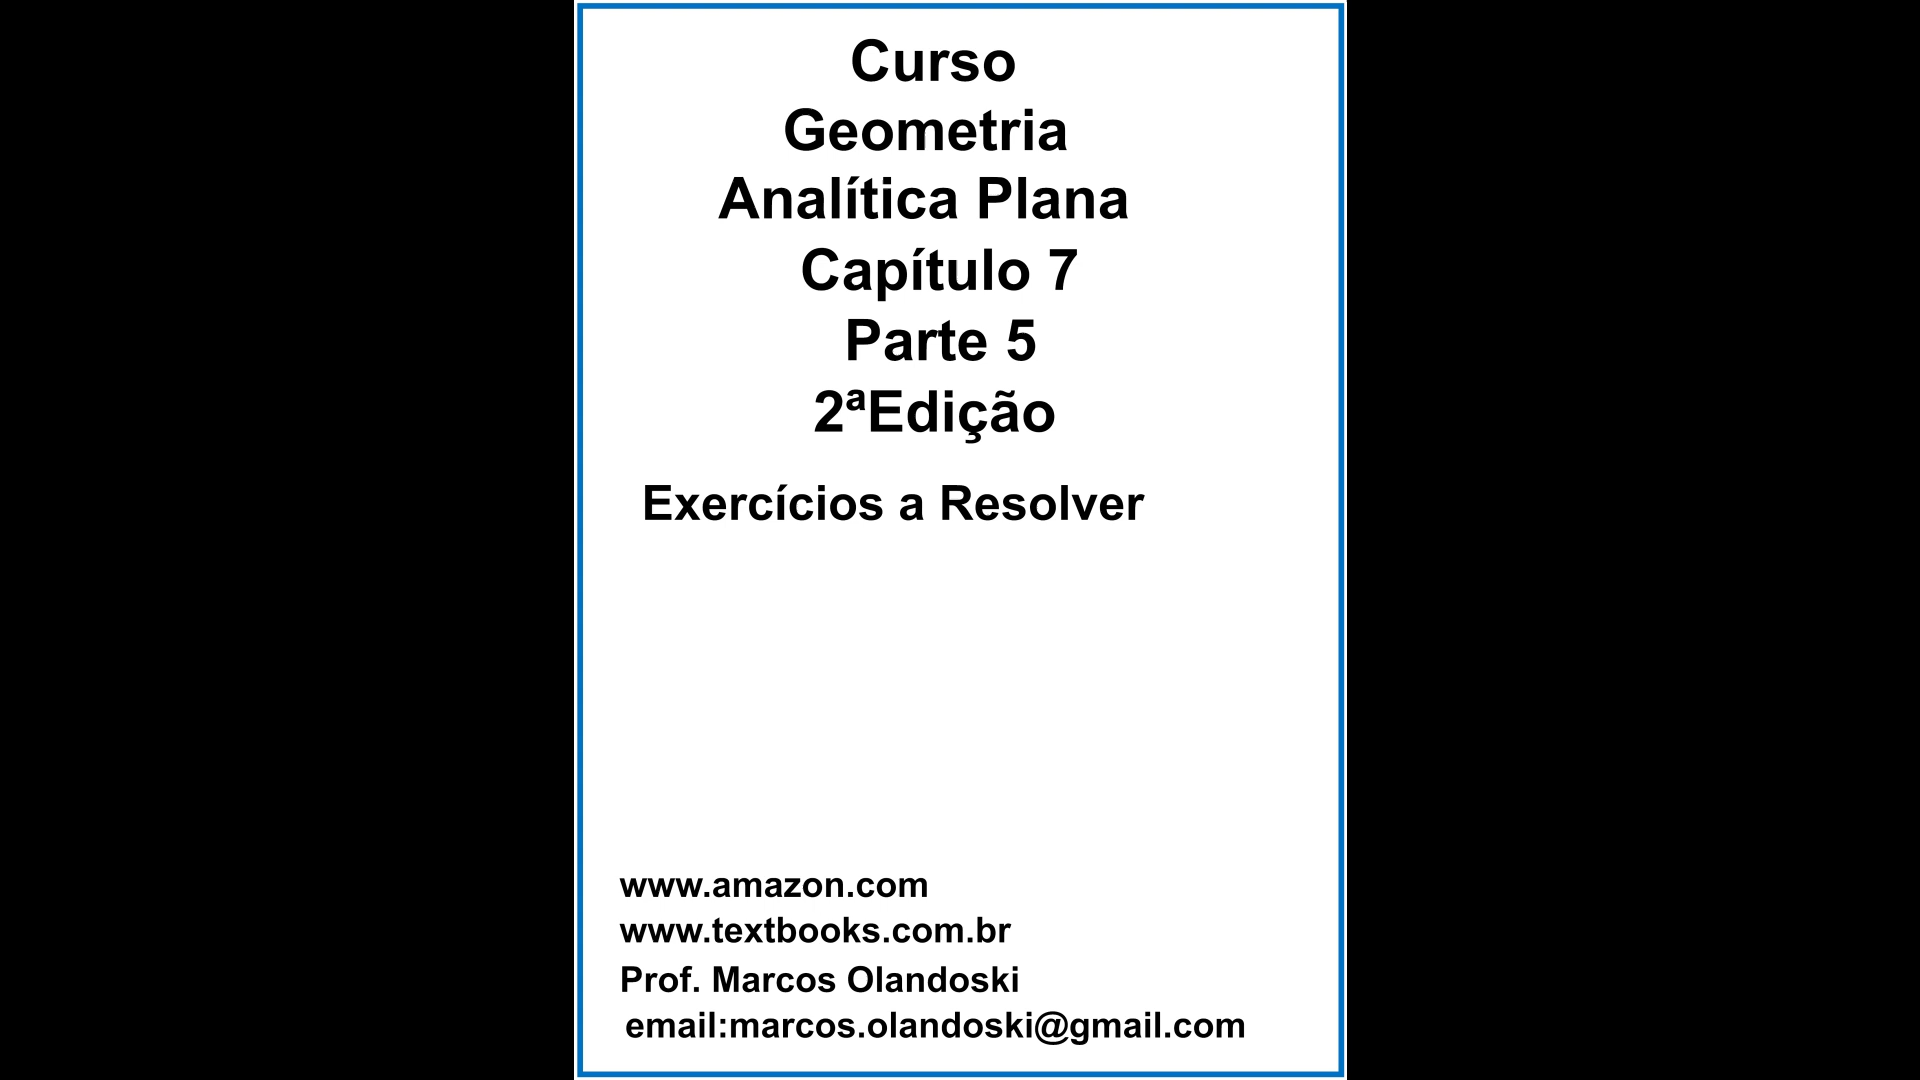 Curso
Geometria
Analítica Plana
Capítulo 7
Parte 5
2ªEdição
Exercícios a Resolver
www.amazon.com
www.textbooks.com.br
Prof. Marcos Olandoski
email:marcos.olandoski@gmail.com